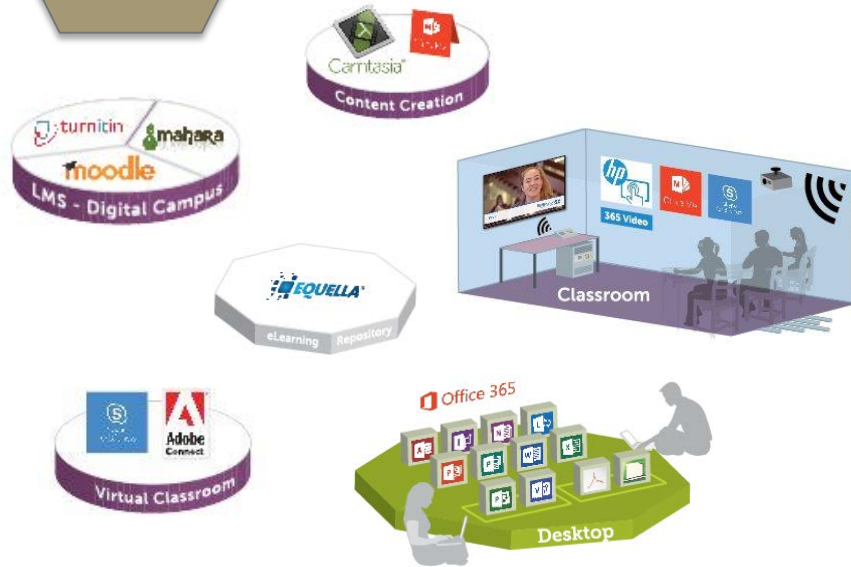 Camtasia®
Content Creation
turnitin
mahara
moodle
LMS - Digital Campus
hp
365 Video
Classroom
EQUELLA®
eLearning Repository
Office 365
Adobe
Connect
Virtual Classroom
Desktop